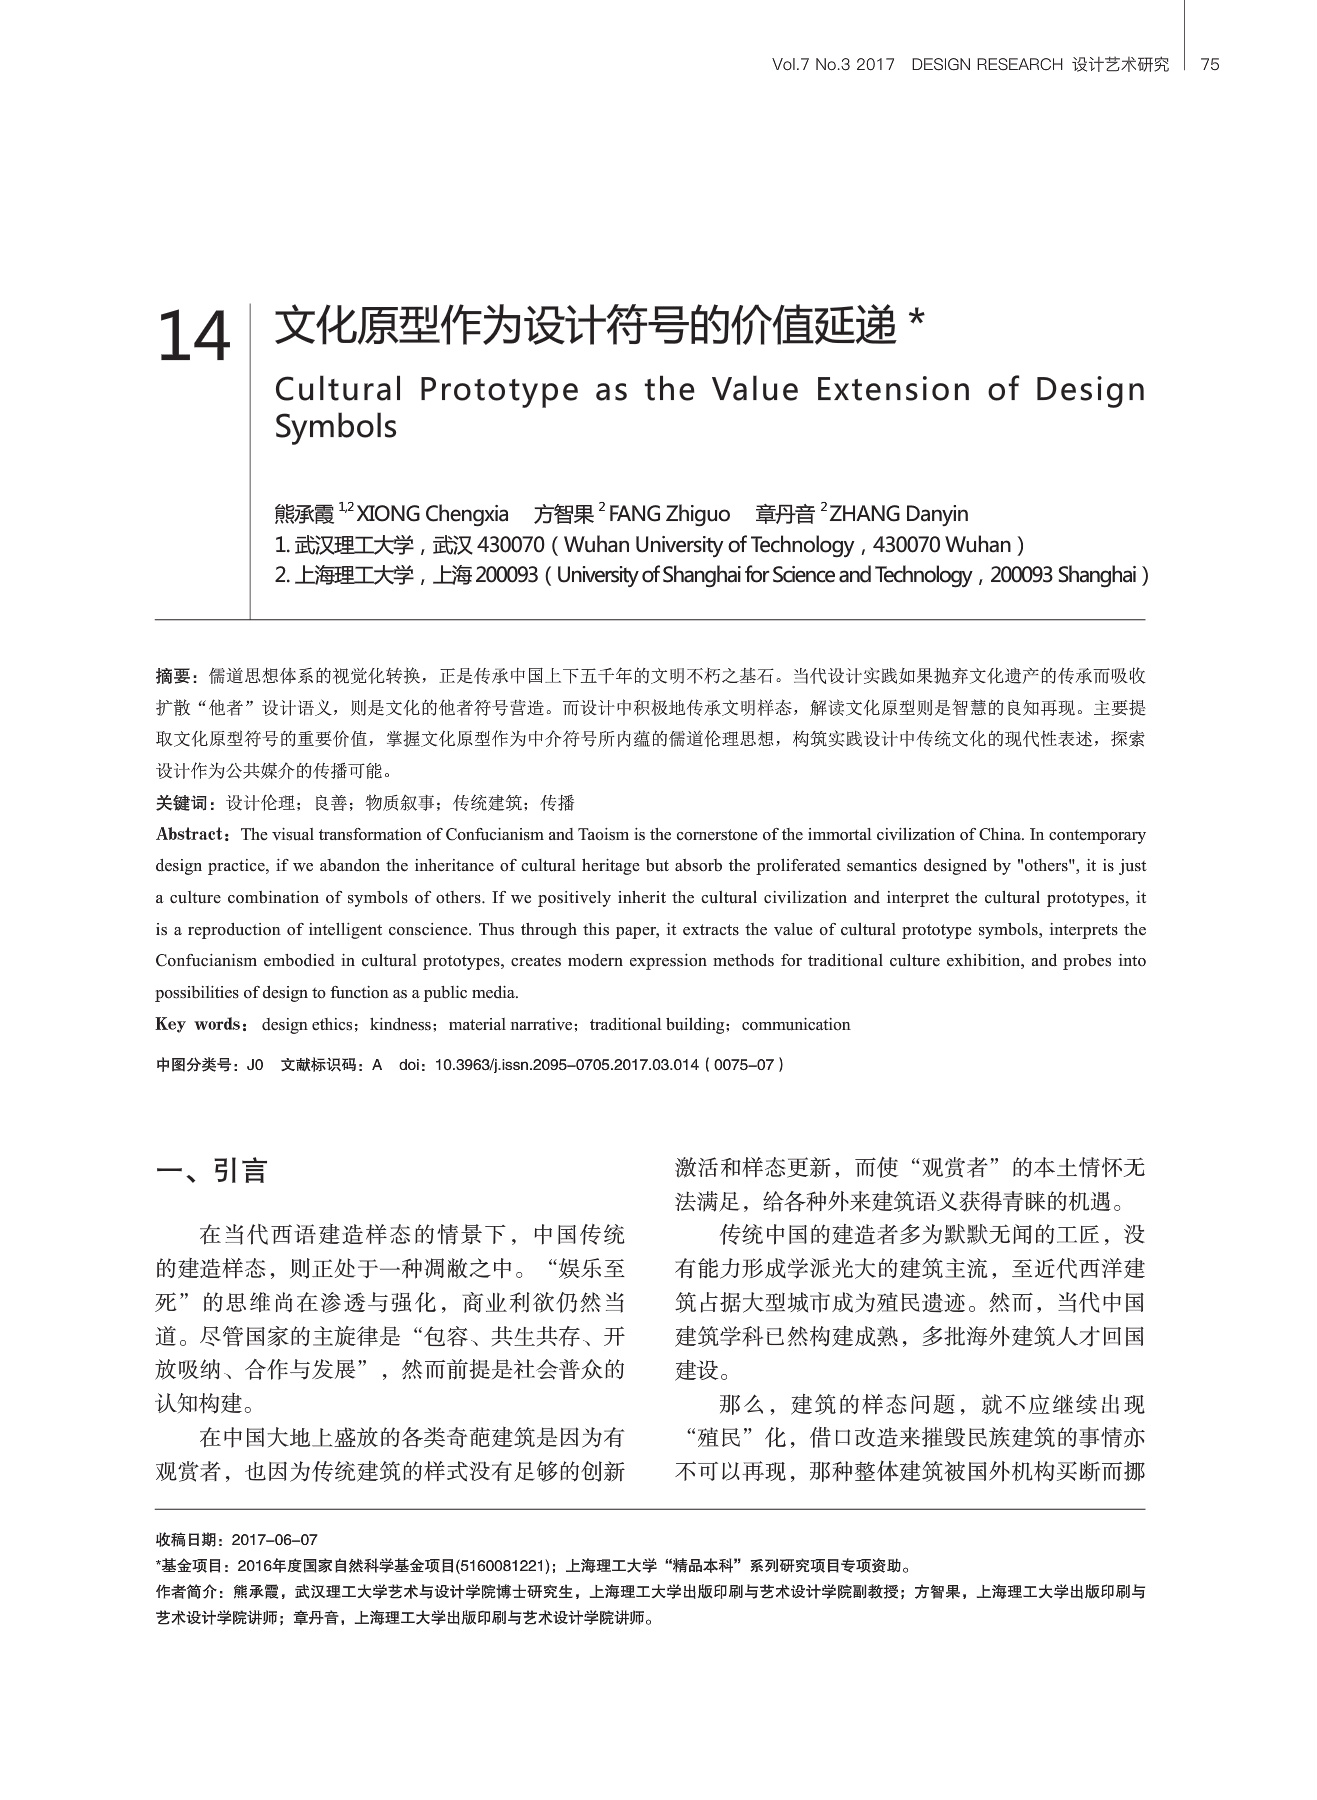 Vol.7 No.3 2017 DESIGN RESEARCH 设计艺术研究 75
14
文化原型作为设计符号的价值延递 *
Cultural Prototype as the Value Extension of Design
Symbols
熊承霞 1,2 XIONG Chengxia 方智果 2 FANG Zhiguo 章丹音 2 ZHANG Danyin
1. 武汉理工大学，武汉 430070（Wuhan University of Technology，430070 Wuhan）
2. 上海理工大学，上海 200093（University of Shanghai for Science and Technology，200093 Shanghai）
摘要：儒道思想体系的视觉化转换，正是传承中国上下五千年的文明不朽之基石。当代设计实践如果抛弃文化遗产的传承而吸收
扩散“他者”设计语义，则是文化的他者符号营造。而设计中积极地传承文明样态，解读文化原型则是智慧的良知再现。主要提
取文化原型符号的重要价值，掌握文化原型作为中介符号所内蕴的儒道伦理思想，构筑实践设计中传统文化的现代性表述，探索
设计作为公共媒介的传播可能。
关键词：设计伦理；良善；物质叙事；传统建筑；传播
Abstract：The visual transformation of Confucianism and Taoism is the cornerstone of the immortal civilization of China. In contemporary
design practice, if we abandon the inheritance of cultural heritage but absorb the proliferated semantics designed by "others", it is just
a culture combination of symbols of others. If we positively inherit the cultural civilization and interpret the cultural prototypes, it
is a reproduction of intelligent conscience. Thus through this paper, it extracts the value of cultural prototype symbols, interprets the
Confucianism embodied in cultural prototypes, creates modern expression methods for traditional culture exhibition, and probes into
possibilities of design to function as a public media.
Key words：design ethics；kindness；material narrative；traditional building；communication
中图分类号：J0 文献标识码：A doi：10.3963/j.issn.2095-0705.2017.03.014（0075-07）
一、引言
在当代西语建造样态的情景下，中国传统
的建造样态，则正处于一种凋敝之中。“娱乐至
死”的思维尚在渗透与强化，商业利欲仍然当
道。尽管国家的主旋律是“包容、共生共存、开
放吸纳、合作与发展”，然而前提是社会普众的
认知构建。
在中国大地上盛放的各类奇葩建筑是因为有
观赏者，也因为传统建筑的样式没有足够的创新
激活和样态更新，而使“观赏者”的本土情怀无
法满足，给各种外来建筑语义获得青睐的机遇。
传统中国的建造者多为默默无闻的工匠，没
有能力形成学派光大的建筑主流，至近代西洋建
筑占据大型城市成为殖民遗迹。然而，当代中国
建筑学科已然构建成熟，多批海外建筑人才回国
建设。
那么，建筑的样态问题，就不应继续出现
“殖民”化，借口改造来摧毁民族建筑的事情亦
不可以再现，那种整体建筑被国外机构买断而挪
收稿日期：2017-06-07
*基金项目：2016年度国家自然科学基金项目(5160081221)；上海理工大学“精品本科”系列研究项目专项资助。
作者简介：熊承霞，武汉理工大学艺术与设计学院博士研究生，上海理工大学出版印刷与艺术设计学院副教授；方智果，上海理工大学出版印刷与
艺术设计学院讲师；章丹音，上海理工大学出版印刷与艺术设计学院讲师。